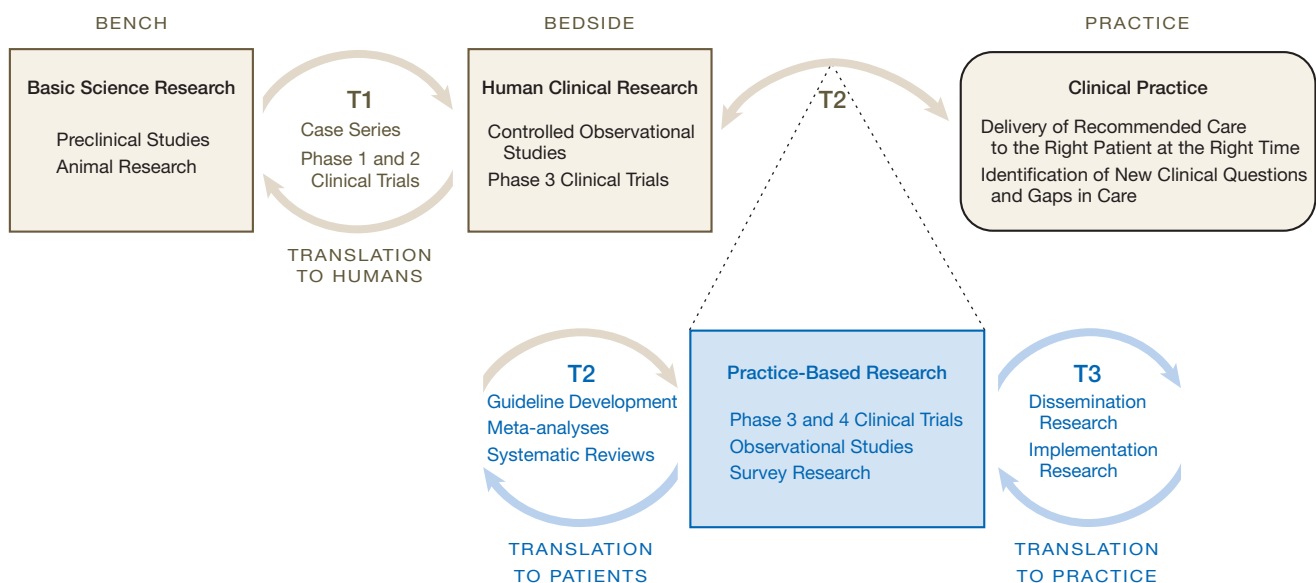 BENCH
Basic Science Research
Preclinical Studies
Animal Research
T1
Case Series
Phase 1 and 2
Clinical Trials
TRANSLATION
TO HUMANS
BEDSIDE
Human Clinical Research
Controlled Observational
Studies
Phase 3 Clinical Trials
T2
PRACTICE
Clinical Practice
Delivery of Recommended Care
to the Right Patient at the Right Time
Identification of New Clinical Questions
and Gaps in Care
T2
Guideline Development
Meta-analyses
Systematic Reviews
TRANSLATION
TO PATIENTS
Practice-Based Research
Phase 3 and 4 Clinical Trials
Observational Studies
Survey Research
T3
Dissemination
Research
Implementation
Research
TRANSLATION
TO PRACTICE